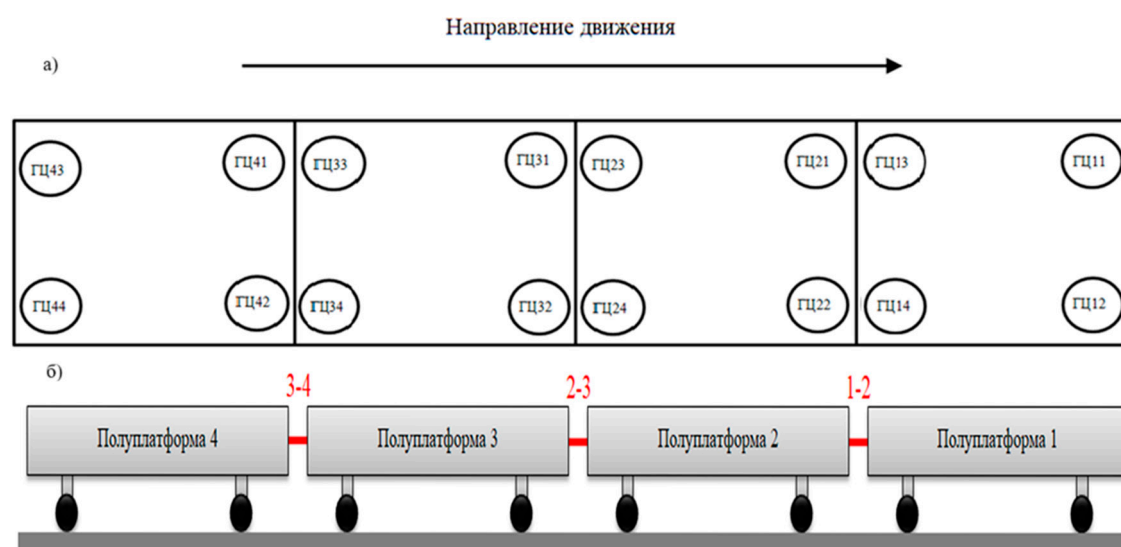 Направление движения
а)
ГЦ43 ГЦ41 ГЦ33 ГЦ31 ГЦ23 ГЦ21 ГЦ13 ГЦ11
ГЦ44 ГЦ42 ГЦ34 ГЦ32 ГЦ24 ГЦ22 ГЦ14 ГЦ12
б)
3-4 2-3 1-2
Полуплатформа 4 Полуплатформа 3 Полуплатформа 2 Полуплатформа 1